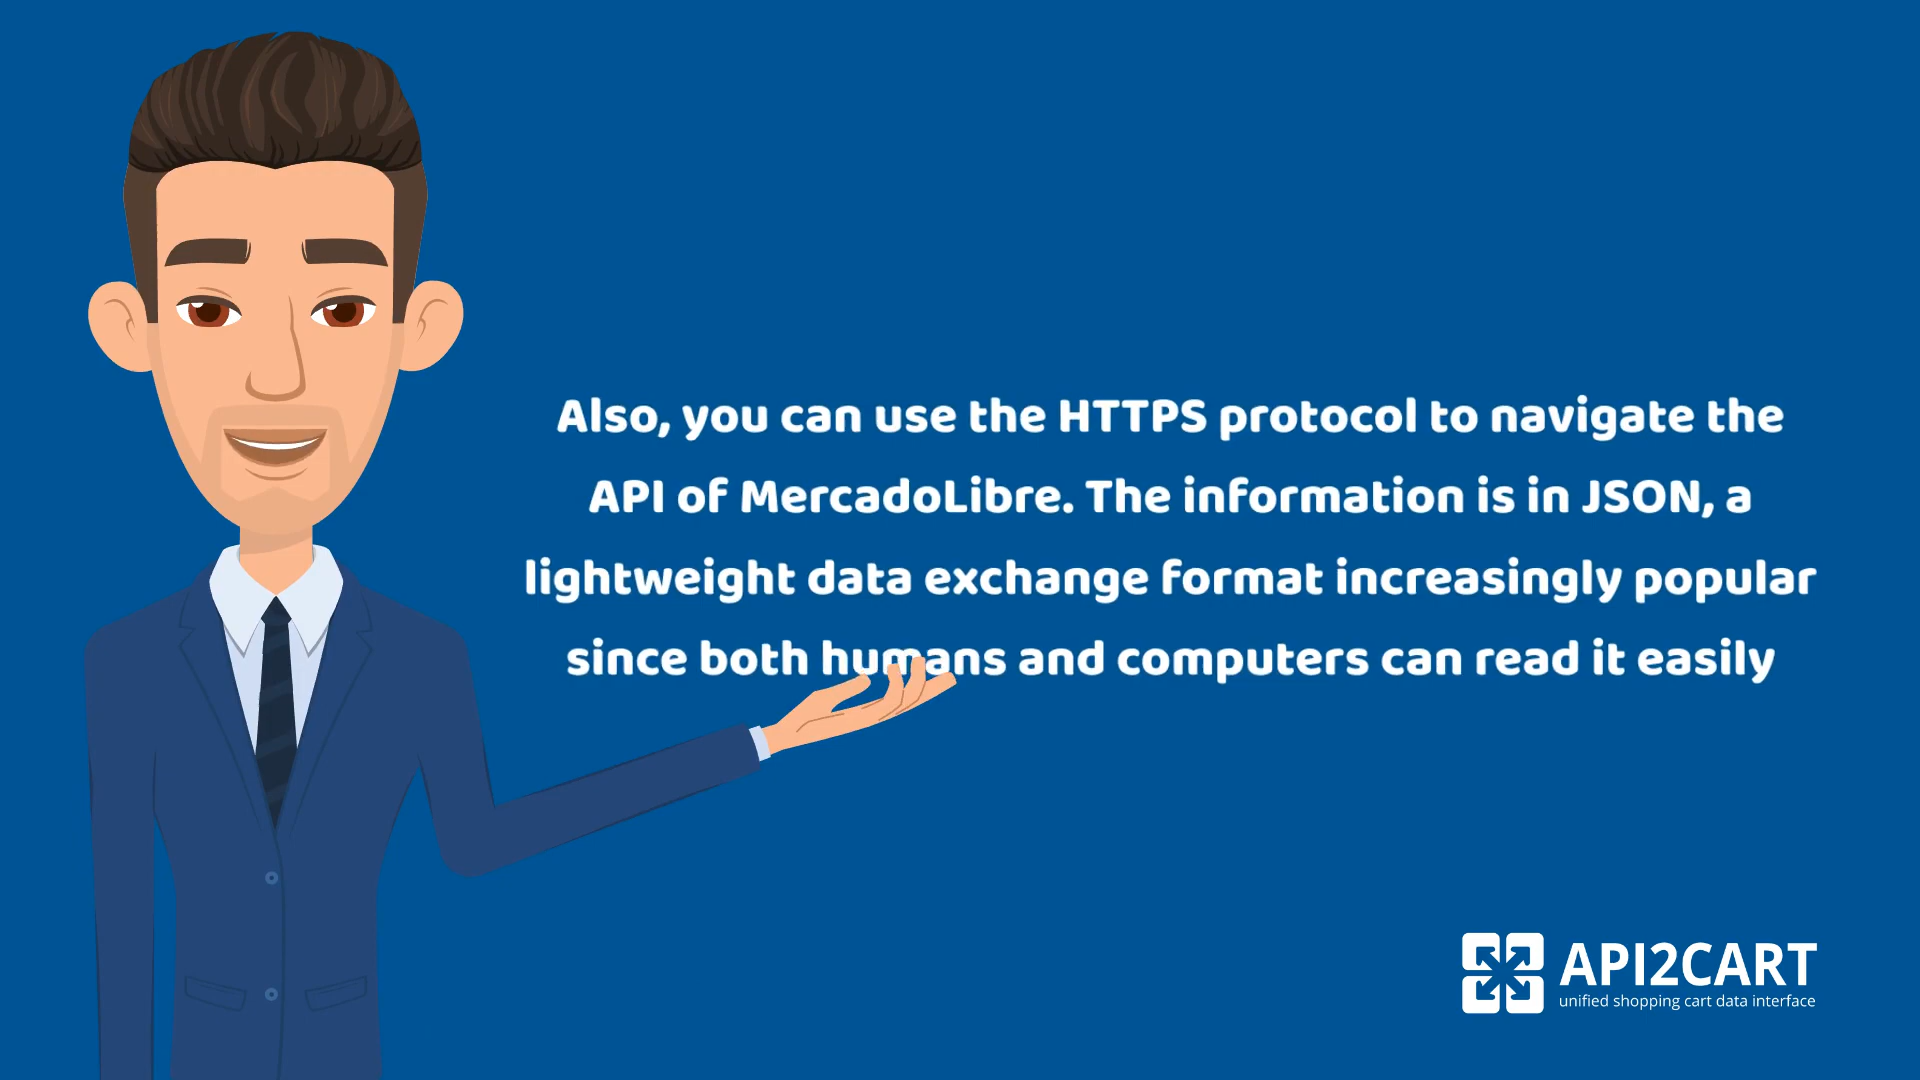 Also, you can use the HTTPS protocol to navigate the
API of MercadoLibre. The information is in JSON, a
lightweight data exchange format increasingly popular
since both humans and computers can read it easily
API2CART
unified shopping cart data interface